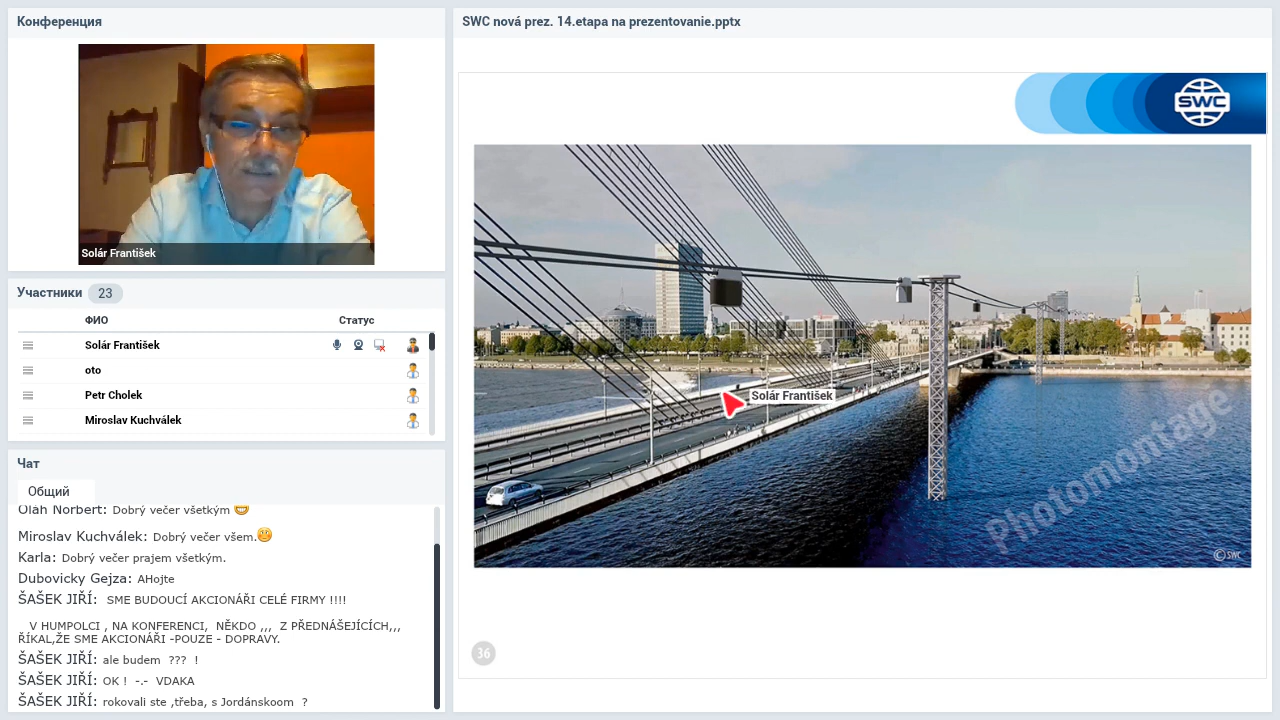 Конференция
Solár František
Участники 23
ФИО Статус
Solár František
oto
Petr Cholek
Miroslav Kuchválek
Чат
Общий
Oláh Norbert: Dobrý večer všetkým
Miroslav Kuchválek: Dobrý večer všem.
Karla: Dobrý večer prajem všetkým.
Dubovicky Gejza: AHojte
ŠAŠEK JIŘÍ: SME BUDOUCÍ AKCIONÁŘI CELÉ FIRMY !!!!
V HUMPOLCI , NA KONFERENCI, NĚKDO ,,, Z PŘEDNÁŠEJÍCÍCH,,,
ŘÍKAL,ŽE SME AKCIONÁŘI -POUZE - DOPRAVY.
ŠAŠEK JIŘÍ: ale budem ??? !
ŠAŠEK JIŘÍ: OK ! -.- VDAKA
ŠAŠEK JIŘÍ: rokovali ste ,třeba, s Jordánskoom ?
SWC nová prez. 14.etapa na prezentovanie.pptx
SWC
Solár František
Photomontage
© SWC
36